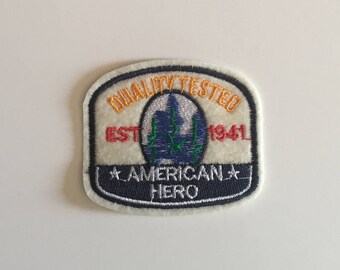 QUALITY TESTED
EST 1941
AMERICAN
HERO